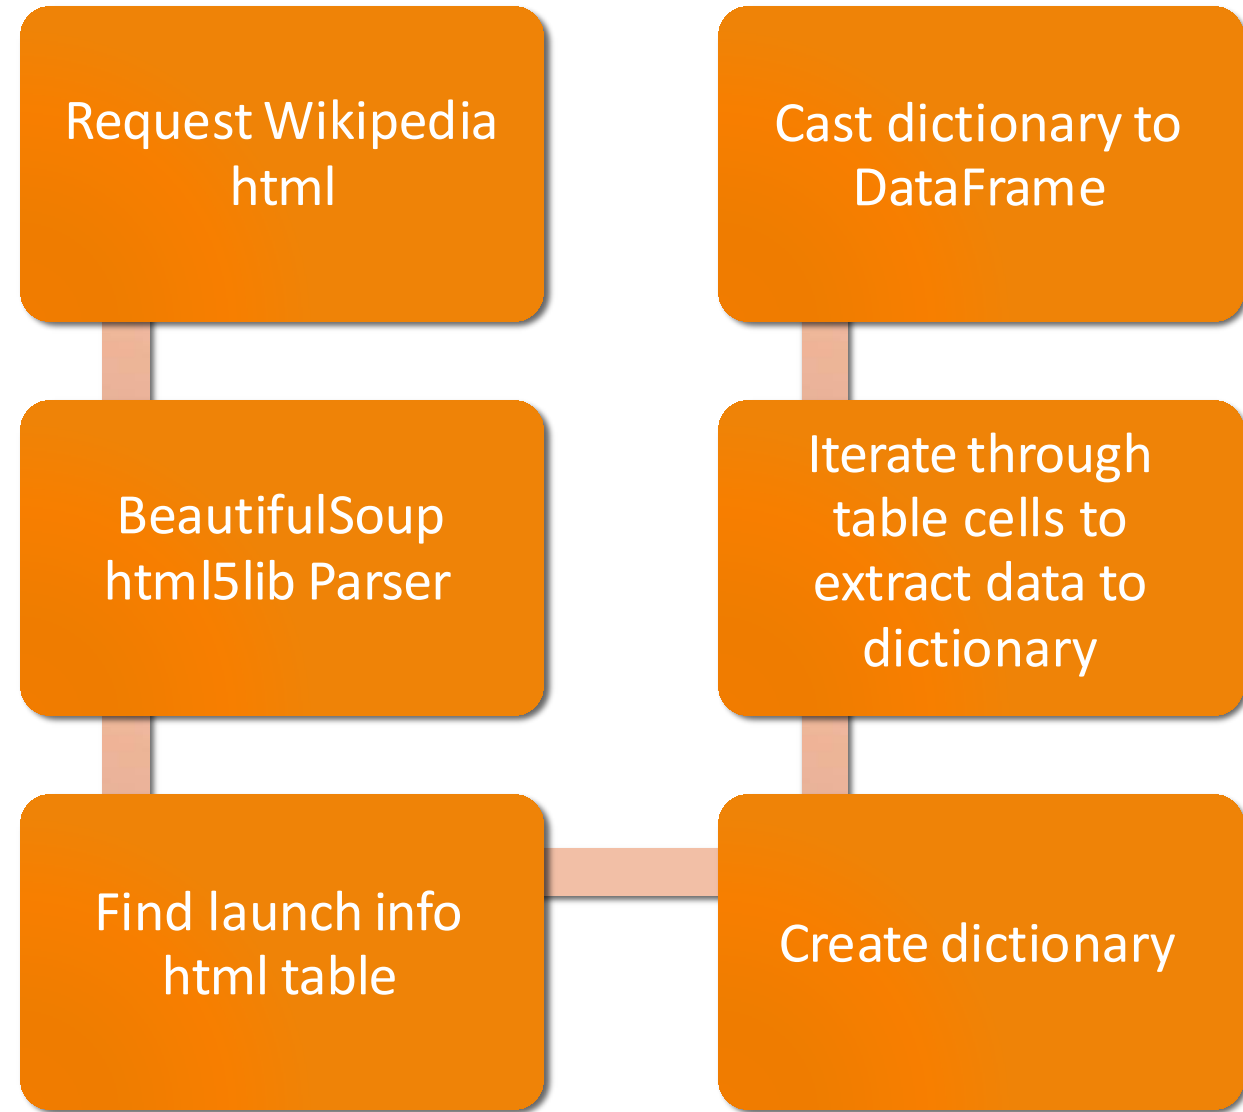 Request Wikipedia
html
BeautifulSoup
html5lib Parser
Find launch info
html table
Create dictionary
Iterate through
table cells to
extract data to
dictionary
Cast dictionary to
DataFrame